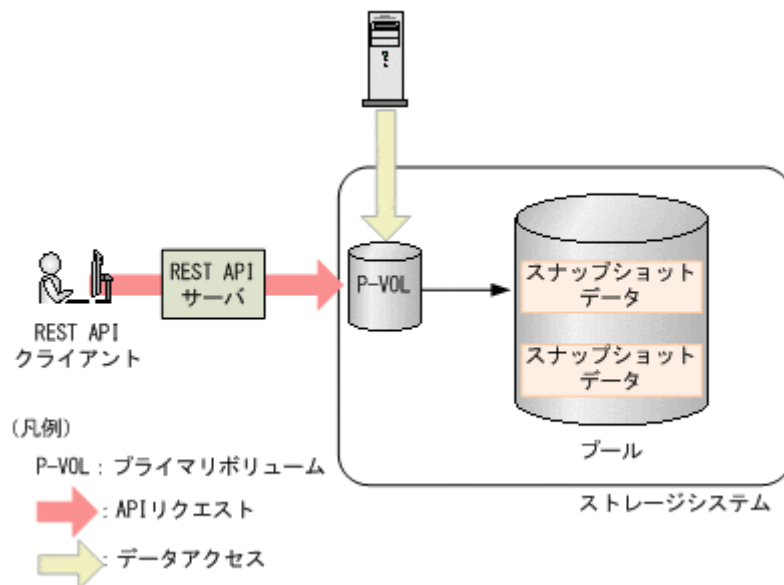 REST API
サーバ
P-VOL
スナップショット
データ
スナップショット
データ
REST API
クライアント
プール
ストレージシステム
(凡例)
P-VOL : プライマリボリューム
: APIリクエスト
: データアクセス